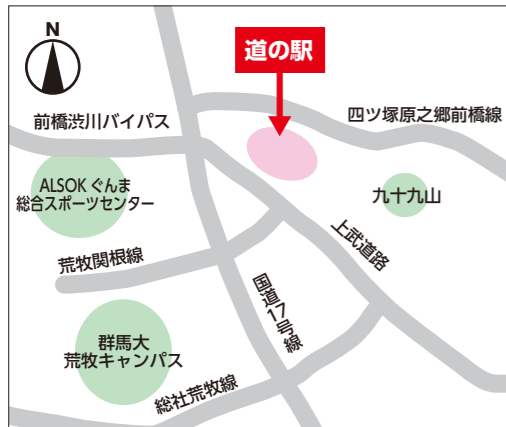 N
道の駅
前橋渋川バイパス
四ツ塚原之郷前橋線
ALSOK ぐんま
総合スポーツセンター
九十九山
上武道路
荒牧関根線
国道17号線
群馬大
荒牧キャンパス
総社荒牧線